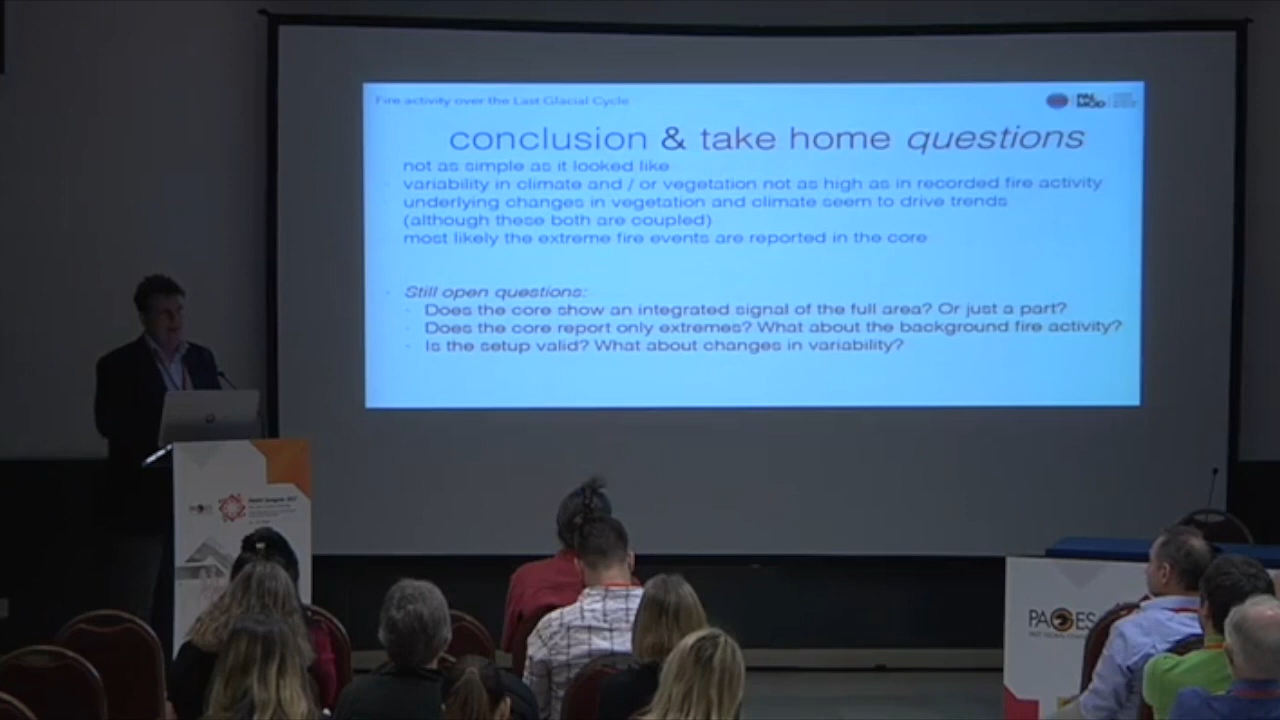 Fire activity over the Last Glacial Cycle
PAL
MOD
conclusion & take home questions
not as simple as it looked like
variability in climate and / or vegetation not as high as in recorded fire activity
underlying changes in vegetation and climate seem to drive trends
(although these both are coupled)
most likely the extreme fire events are reported in the core
Still open questions:
Does the core show an integrated signal of the full area? Or just a part?
Does the core report only extremes? What about the background fire activity?
Is the setup valid? What about changes in variability?
PAGES
PAGES